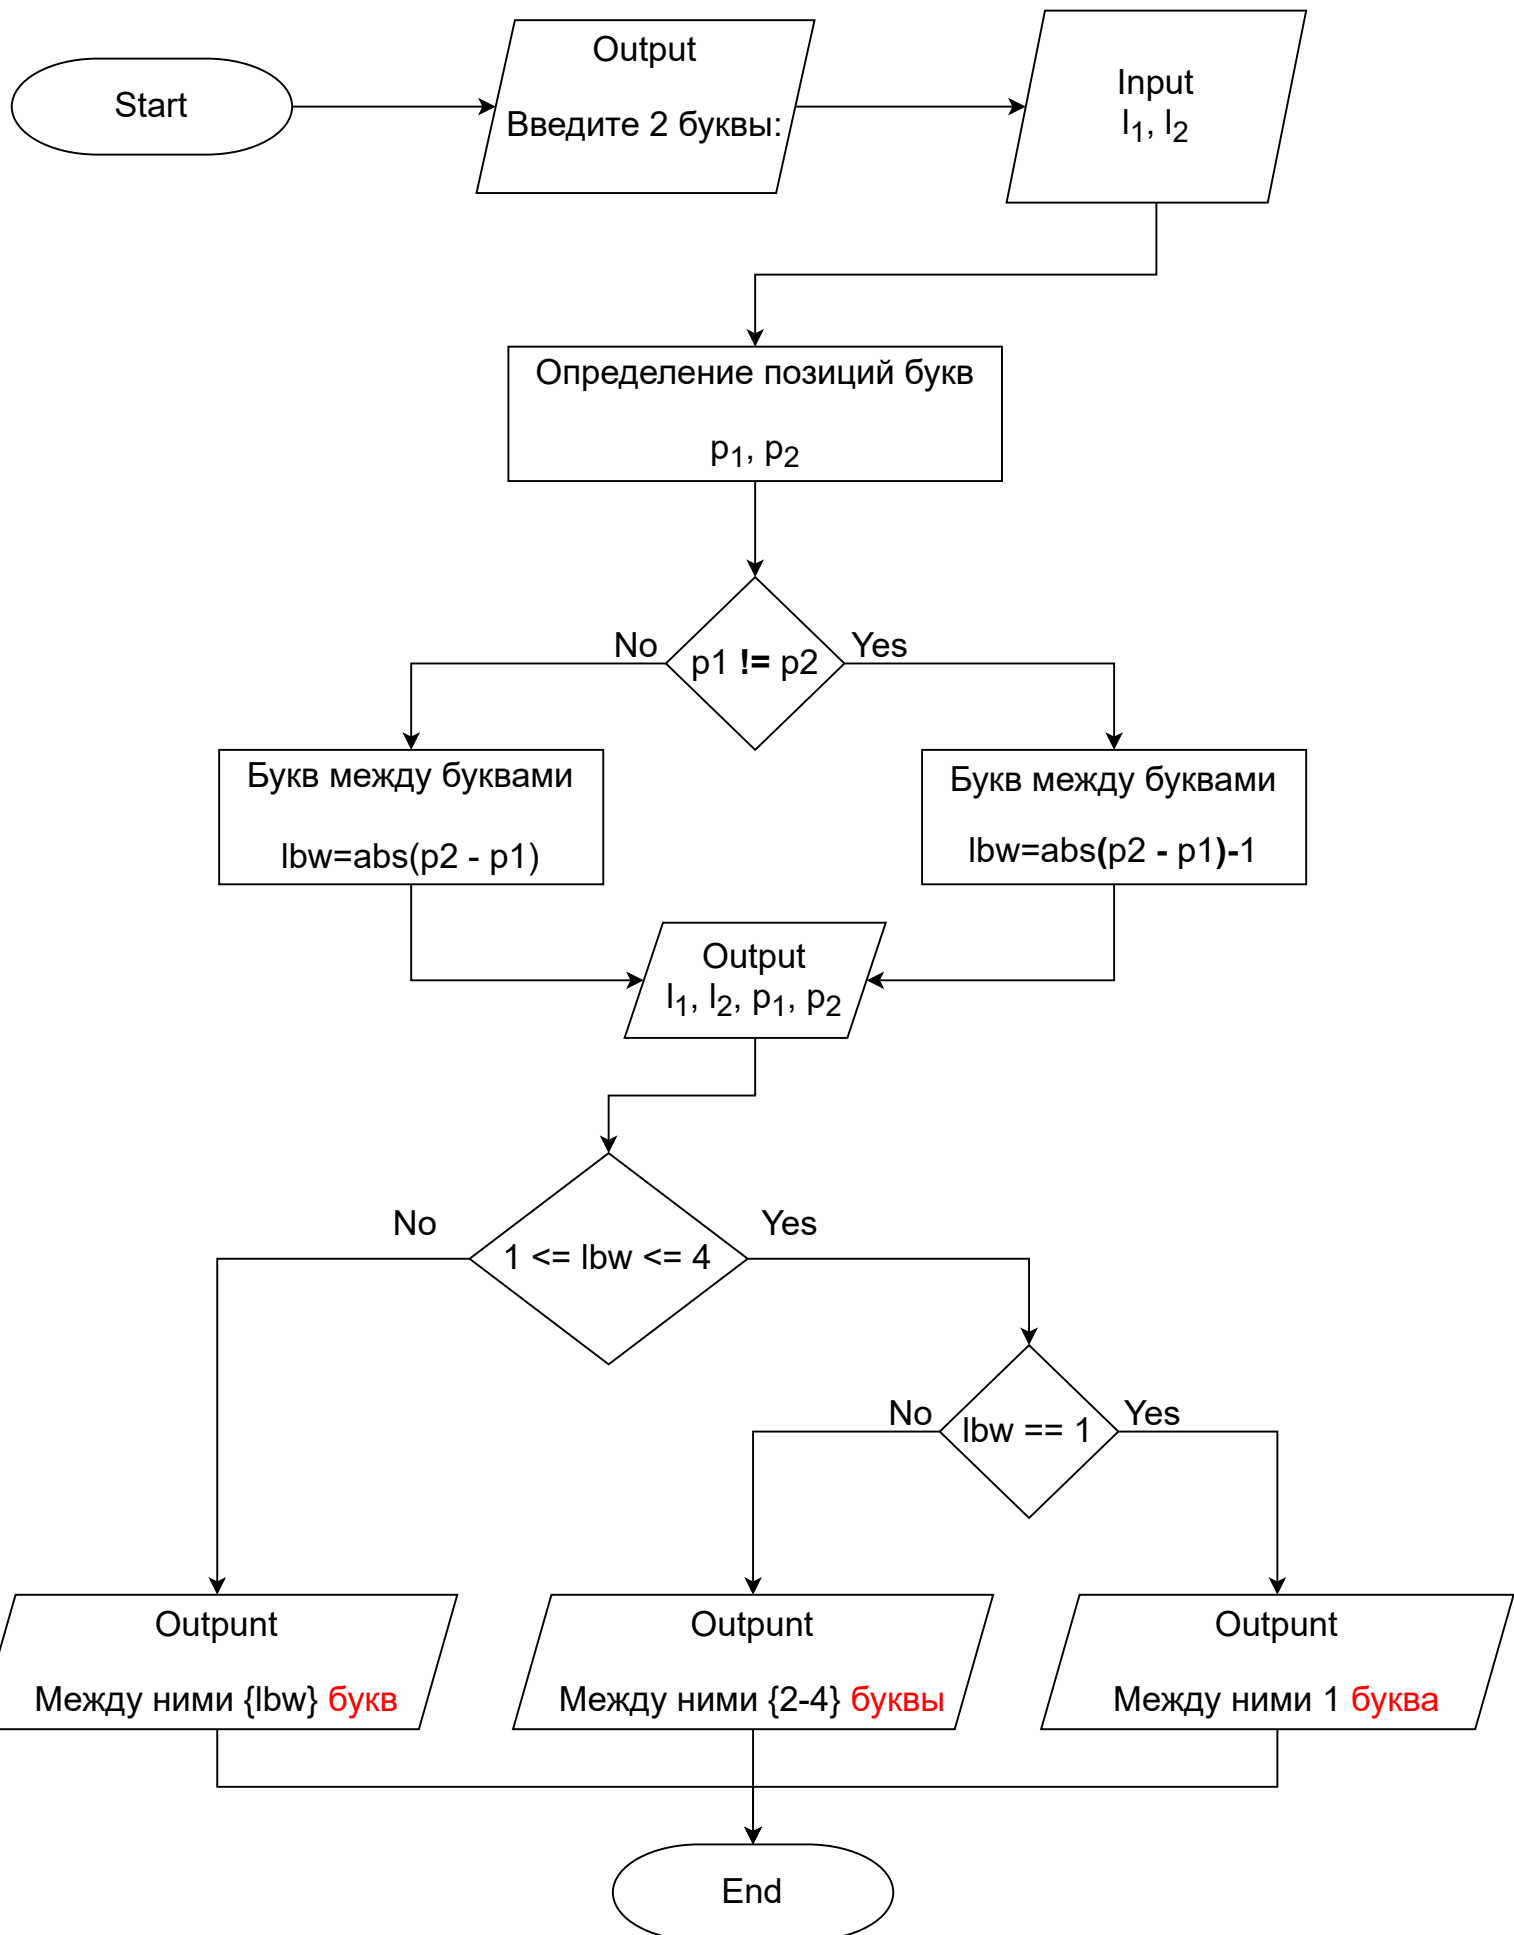 Start
Output
Введите 2 буквы:
Input
l₁, l₂
Определение позиций букв
p₁, p₂
No
p1 != p2
Yes
Букв между буквами
lbw=abs(p2 - p1)
Букв между буквами
lbw=abs(p2 - p1)-1
Output
l₁, l₂, p₁, p₂
No
1 <= lbw <= 4
Yes
No
lbw == 1
Yes
Outpunt
Между ними {lbw} букв
Outpunt
Между ними {2-4} буквы
Outpunt
Между ними 1 буква
End